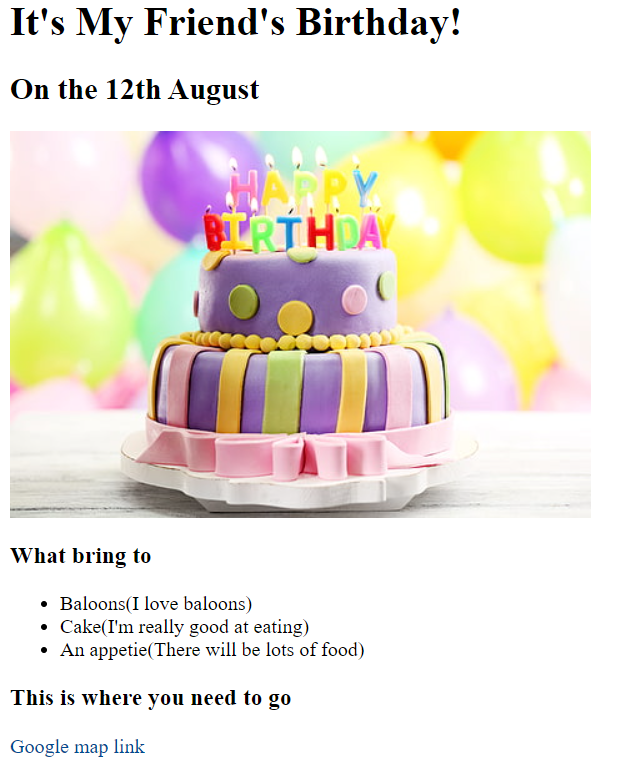 It's My Friend's Birthday!
On the 12th August
HAPPY
BIRTHDAY
What bring to
Baloons(I love baloons)
Cake(I'm really good at eating)
An appetie(There will be lots of food)
This is where you need to go
Google map link